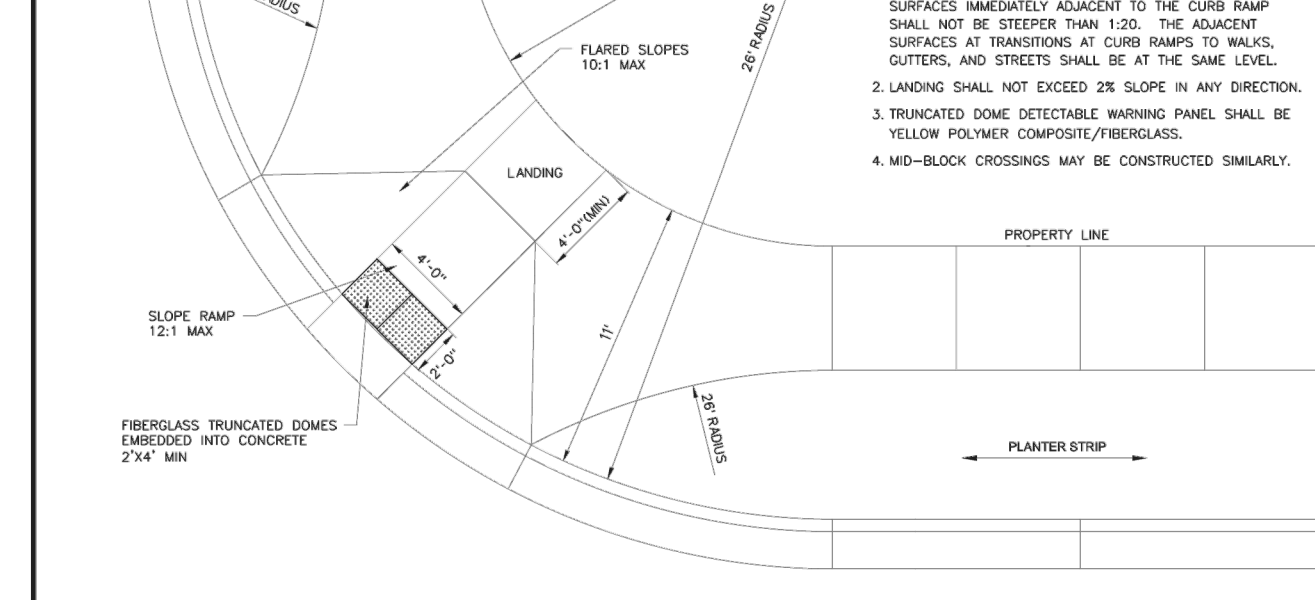 SURFACES IMMEDIATELY ADJACENT TO THE CURB RAMP
SHALL NOT BE STEEPER THAN 1:20. THE ADJACENT
SURFACES AT TRANSITIONS AT CURB RAMPS TO WALKS,
GUTTERS, AND STREETS SHALL BE AT THE SAME LEVEL.
2. LANDING SHALL NOT EXCEED 2% SLOPE IN ANY DIRECTION.
3. TRUNCATED DOME DETECTABLE WARNING PANEL SHALL BE
YELLOW POLYMER COMPOSITE/FIBERGLASS.
4. MID-BLOCK CROSSINGS MAY BE CONSTRUCTED SIMILARLY.
FLARED SLOPES
10:1 MAX
26' RADIUS
LANDING
4'-0"(MIN)
PROPERTY LINE
4'-0"
SLOPE RAMP
12:1 MAX
11'
2'-0"
FIBERGLASS TRUNCATED DOMES
EMBEDDED INTO CONCRETE
2'X4' MIN
26' RADIUS
PLANTER STRIP